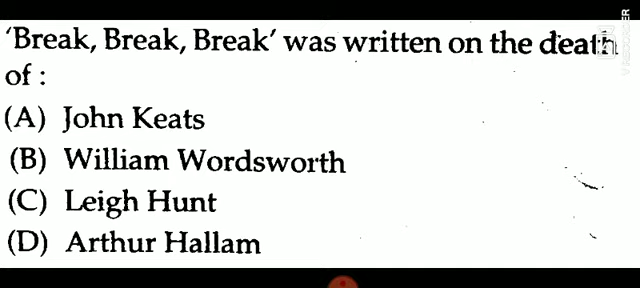 'Break, Break, Break' was written on the death
of :
(A) John Keats
(B) William Wordsworth
(C) Leigh Hunt
(D) Arthur Hallam